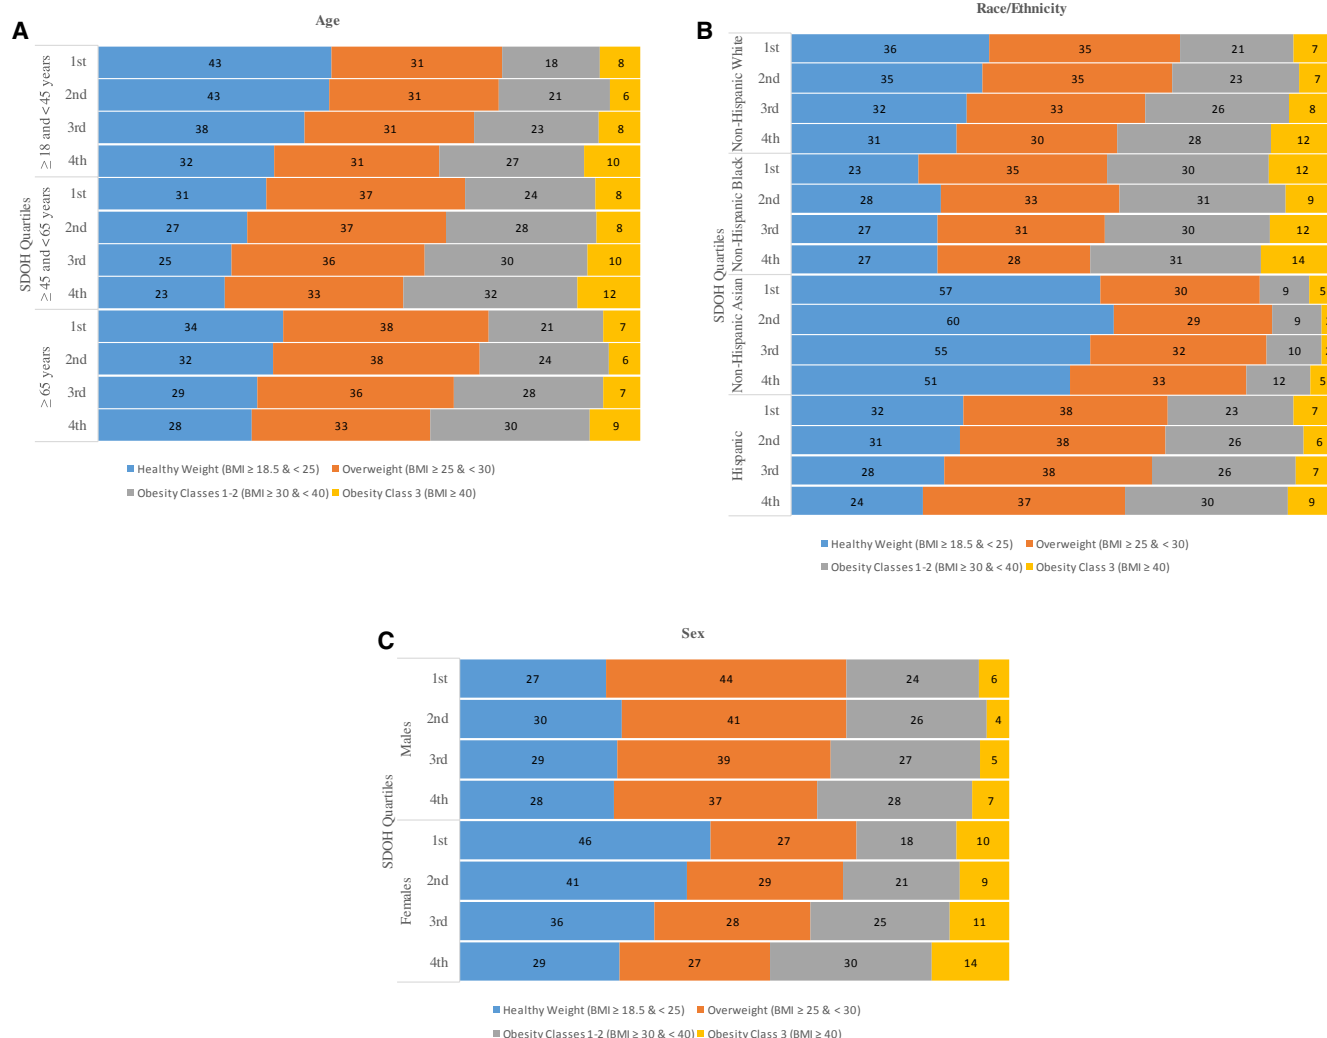 A
Age
SDOH Quartiles
≥ 18 and < 45 years
1st 43 31 18 8
2nd 43 31 21 6
3rd 38 31 23 8
4th 32 31 27 10
≥ 45 and <65 years
1st 31 37 24 8
2nd 27 37 28 8
3rd 25 36 30 10
4th 23 33 32 12
≥ 65 years
1st 34 38 21 7
2nd 32 38 24 6
3rd 29 36 28 7
4th 28 33 30 9
Healthy Weight (BMI ≥ 18.5 & < 25) Overweight (BMI ≥ 25 & < 30)
Obesity Classes 1-2 (BMI ≥ 30 & < 40) Obesity Class 3 (BMI ≥ 40)
B
Race/Ethnicity
SDOH Quartiles
Non-Hispanic White
1st 36 35 21 7
2nd 35 35 23 7
3rd 32 33 26 8
4th 31 30 28 12
Non-Hispanic Black
1st 23 35 30 12
2nd 28 33 31 9
3rd 27 31 30 12
4th 27 28 31 14
Non-Hispanic Asian
1st 57 30 9 5
2nd 60 29 9
3rd 55 32 10
4th 51 33 12 5
Hispanic
1st 32 38 23 7
2nd 31 38 26 6
3rd 28 38 26 7
4th 24 37 30 9
Healthy Weight (BMI ≥ 18.5 & < 25) Overweight (BMI ≥ 25 & < 30)
Obesity Classes 1-2 (BMI ≥ 30 & < 40) Obesity Class 3 (BMI ≥ 40)
C
Sex
SDOH Quartiles
Males
1st 27 44 24 6
2nd 30 41 26 4
3rd 29 39 27 5
4th 28 37 28 7
Females
1st 46 27 18 10
2nd 41 29 21 9
3rd 36 28 25 11
4th 29 27 30 14
Healthy Weight (BMI ≥ 18.5 & < 25) Overweight (BMI ≥ 25 & < 30)
Obesity Classes 1-2 (BMI ≥ 30 & < 40) Obesity Class 3 (BMI ≥ 40)